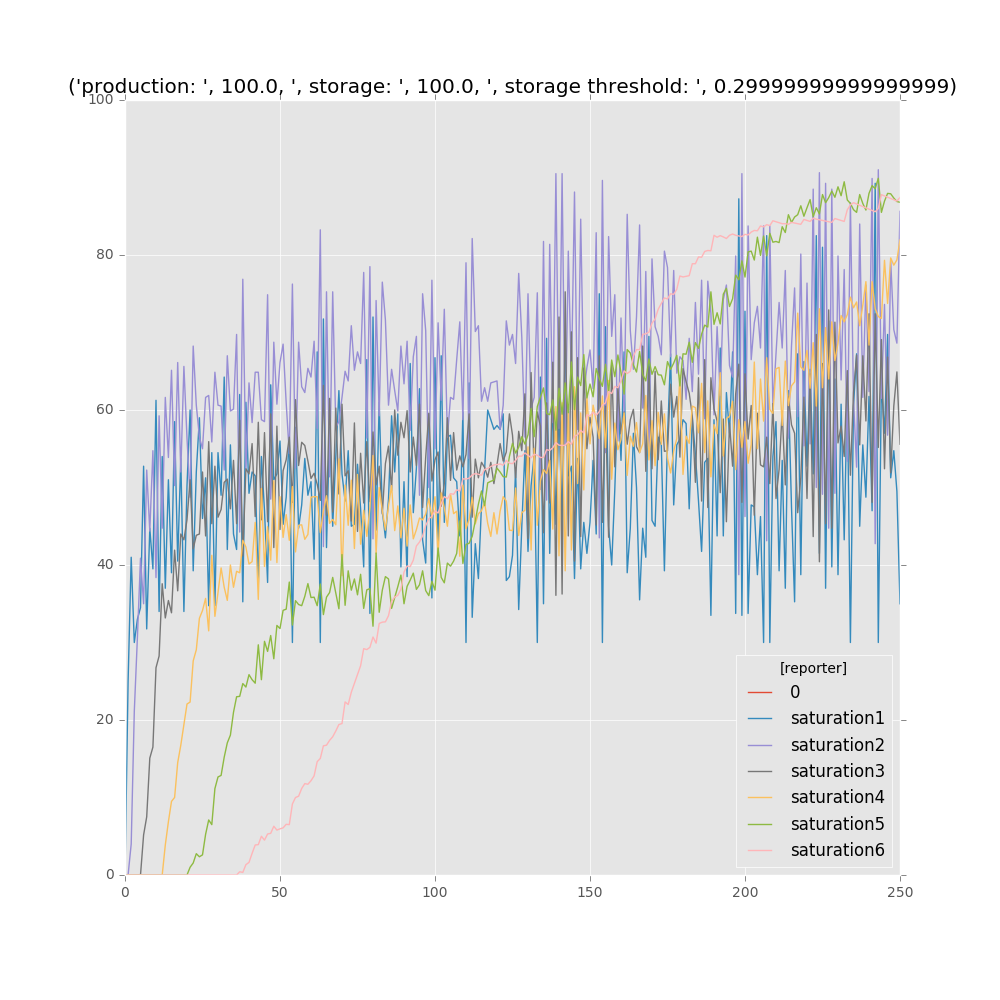 ('production: ', 100.0, ', storage: ', 100.0, ', storage threshold: ', 0.29999999999999999)
100
80
60
40
20
0
0 50 100 150 200 250
[reporter]
0
saturation1
saturation2
saturation3
saturation4
saturation5
saturation6